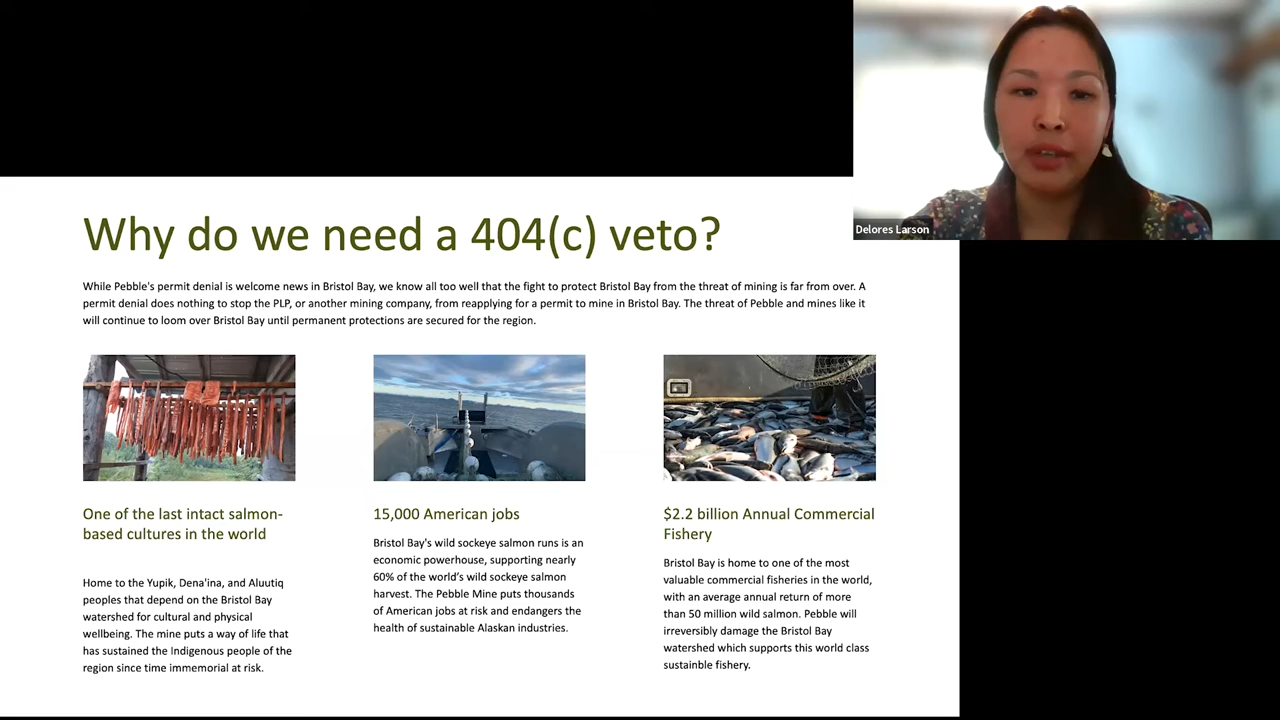 Delores Larson
Why do we need a 404(c) veto?
While Pebble's permit denial is welcome news in Bristol Bay, we know all too well that the fight to protect Bristol Bay from the threat of mining is far from over. A
permit denial does nothing to stop the PLP, or another mining company, from reapplying for a permit to mine in Bristol Bay. The threat of Pebble and mines like it
will continue to loom over Bristol Bay until permanent protections are secured for the region.
One of the last intact salmon-
based cultures in the world
Home to the Yupik, Dena'ina, and Aluutiq
peoples that depend on the Bristol Bay
watershed for cultural and physical
wellbeing. The mine puts a way of life that
has sustained the Indigenous people of the
region since time immemorial at risk.
15,000 American jobs
Bristol Bay's wild sockeye salmon runs is an
economic powerhouse, supporting nearly
60% of the world's wild sockeye salmon
harvest. The Pebble Mine puts thousands
of American jobs at risk and endangers the
health of sustainable Alaskan industries.
$2.2 billion Annual Commercial
Fishery
Bristol Bay is home to one of the most
valuable commercial fisheries in the world,
with an average annual return of more
than 50 million wild salmon. Pebble will
irreversibly damage the Bristol Bay
watershed which supports this world class
sustainble fishery.